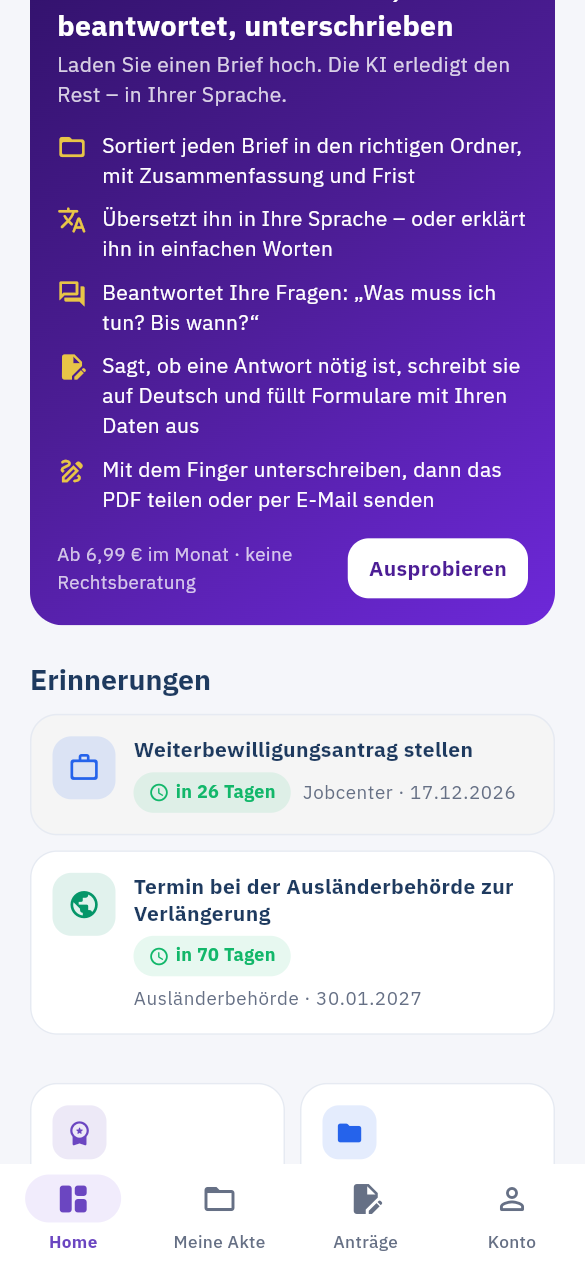 beantwortet, unterschrieben
Laden Sie einen Brief hoch. Die KI erledigt den
Rest – in Ihrer Sprache.
Sortiert jeden Brief in den richtigen Ordner,
mit Zusammenfassung und Frist
Übersetzt ihn in Ihre Sprache – oder erklärt
ihn in einfachen Worten
Beantwortet Ihre Fragen: „Was muss ich
tun? Bis wann?“
Sagt, ob eine Antwort nötig ist, schreibt sie
auf Deutsch und füllt Formulare mit Ihren
Daten aus
Mit dem Finger unterschreiben, dann das
PDF teilen oder per E-Mail senden
Ab 6,99 € im Monat · keine
Rechtsberatung
Ausprobieren
Erinnerungen
Weiterbewilligungsantrag stellen
in 26 Tagen Jobcenter · 17.12.2026
Termin bei der Ausländerbehörde zur
Verlängerung
in 70 Tagen
Ausländerbehörde · 30.01.2027
Home Meine Akte Anträge Konto